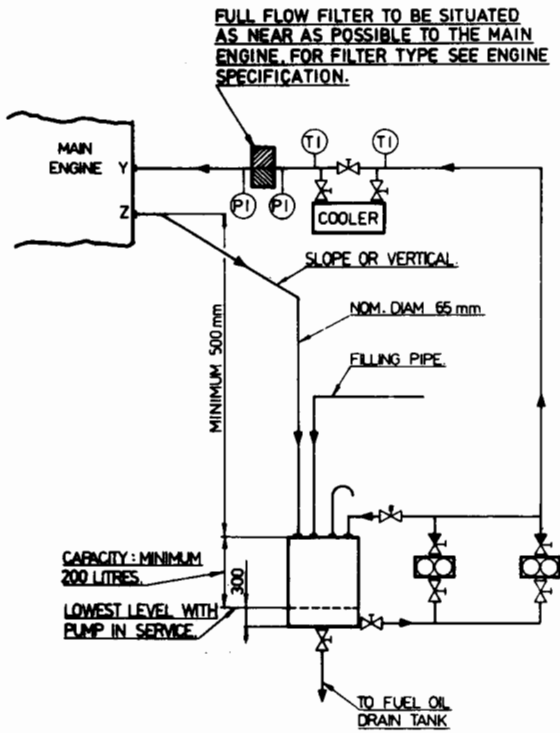 FULL FLOW FILTER TO BE SITUATED
AS NEAR AS POSSIBLE TO THE MAIN
ENGINE, FOR FILTER TYPE SEE ENGINE
SPECIFICATION.
MAIN
ENGINE
Y
Z
TI
TI
PI
PI
COOLER
SLOPE OR VERTICAL.
NOM. DIAM 65 mm
MINIMUM 500 mm
FILLING PIPE.
CAPACITY: MINIMUM
200 LITRES.
300
LOWEST LEVEL WITH
PUMP IN SERVICE.
TO FUEL OIL
DRAIN TANK